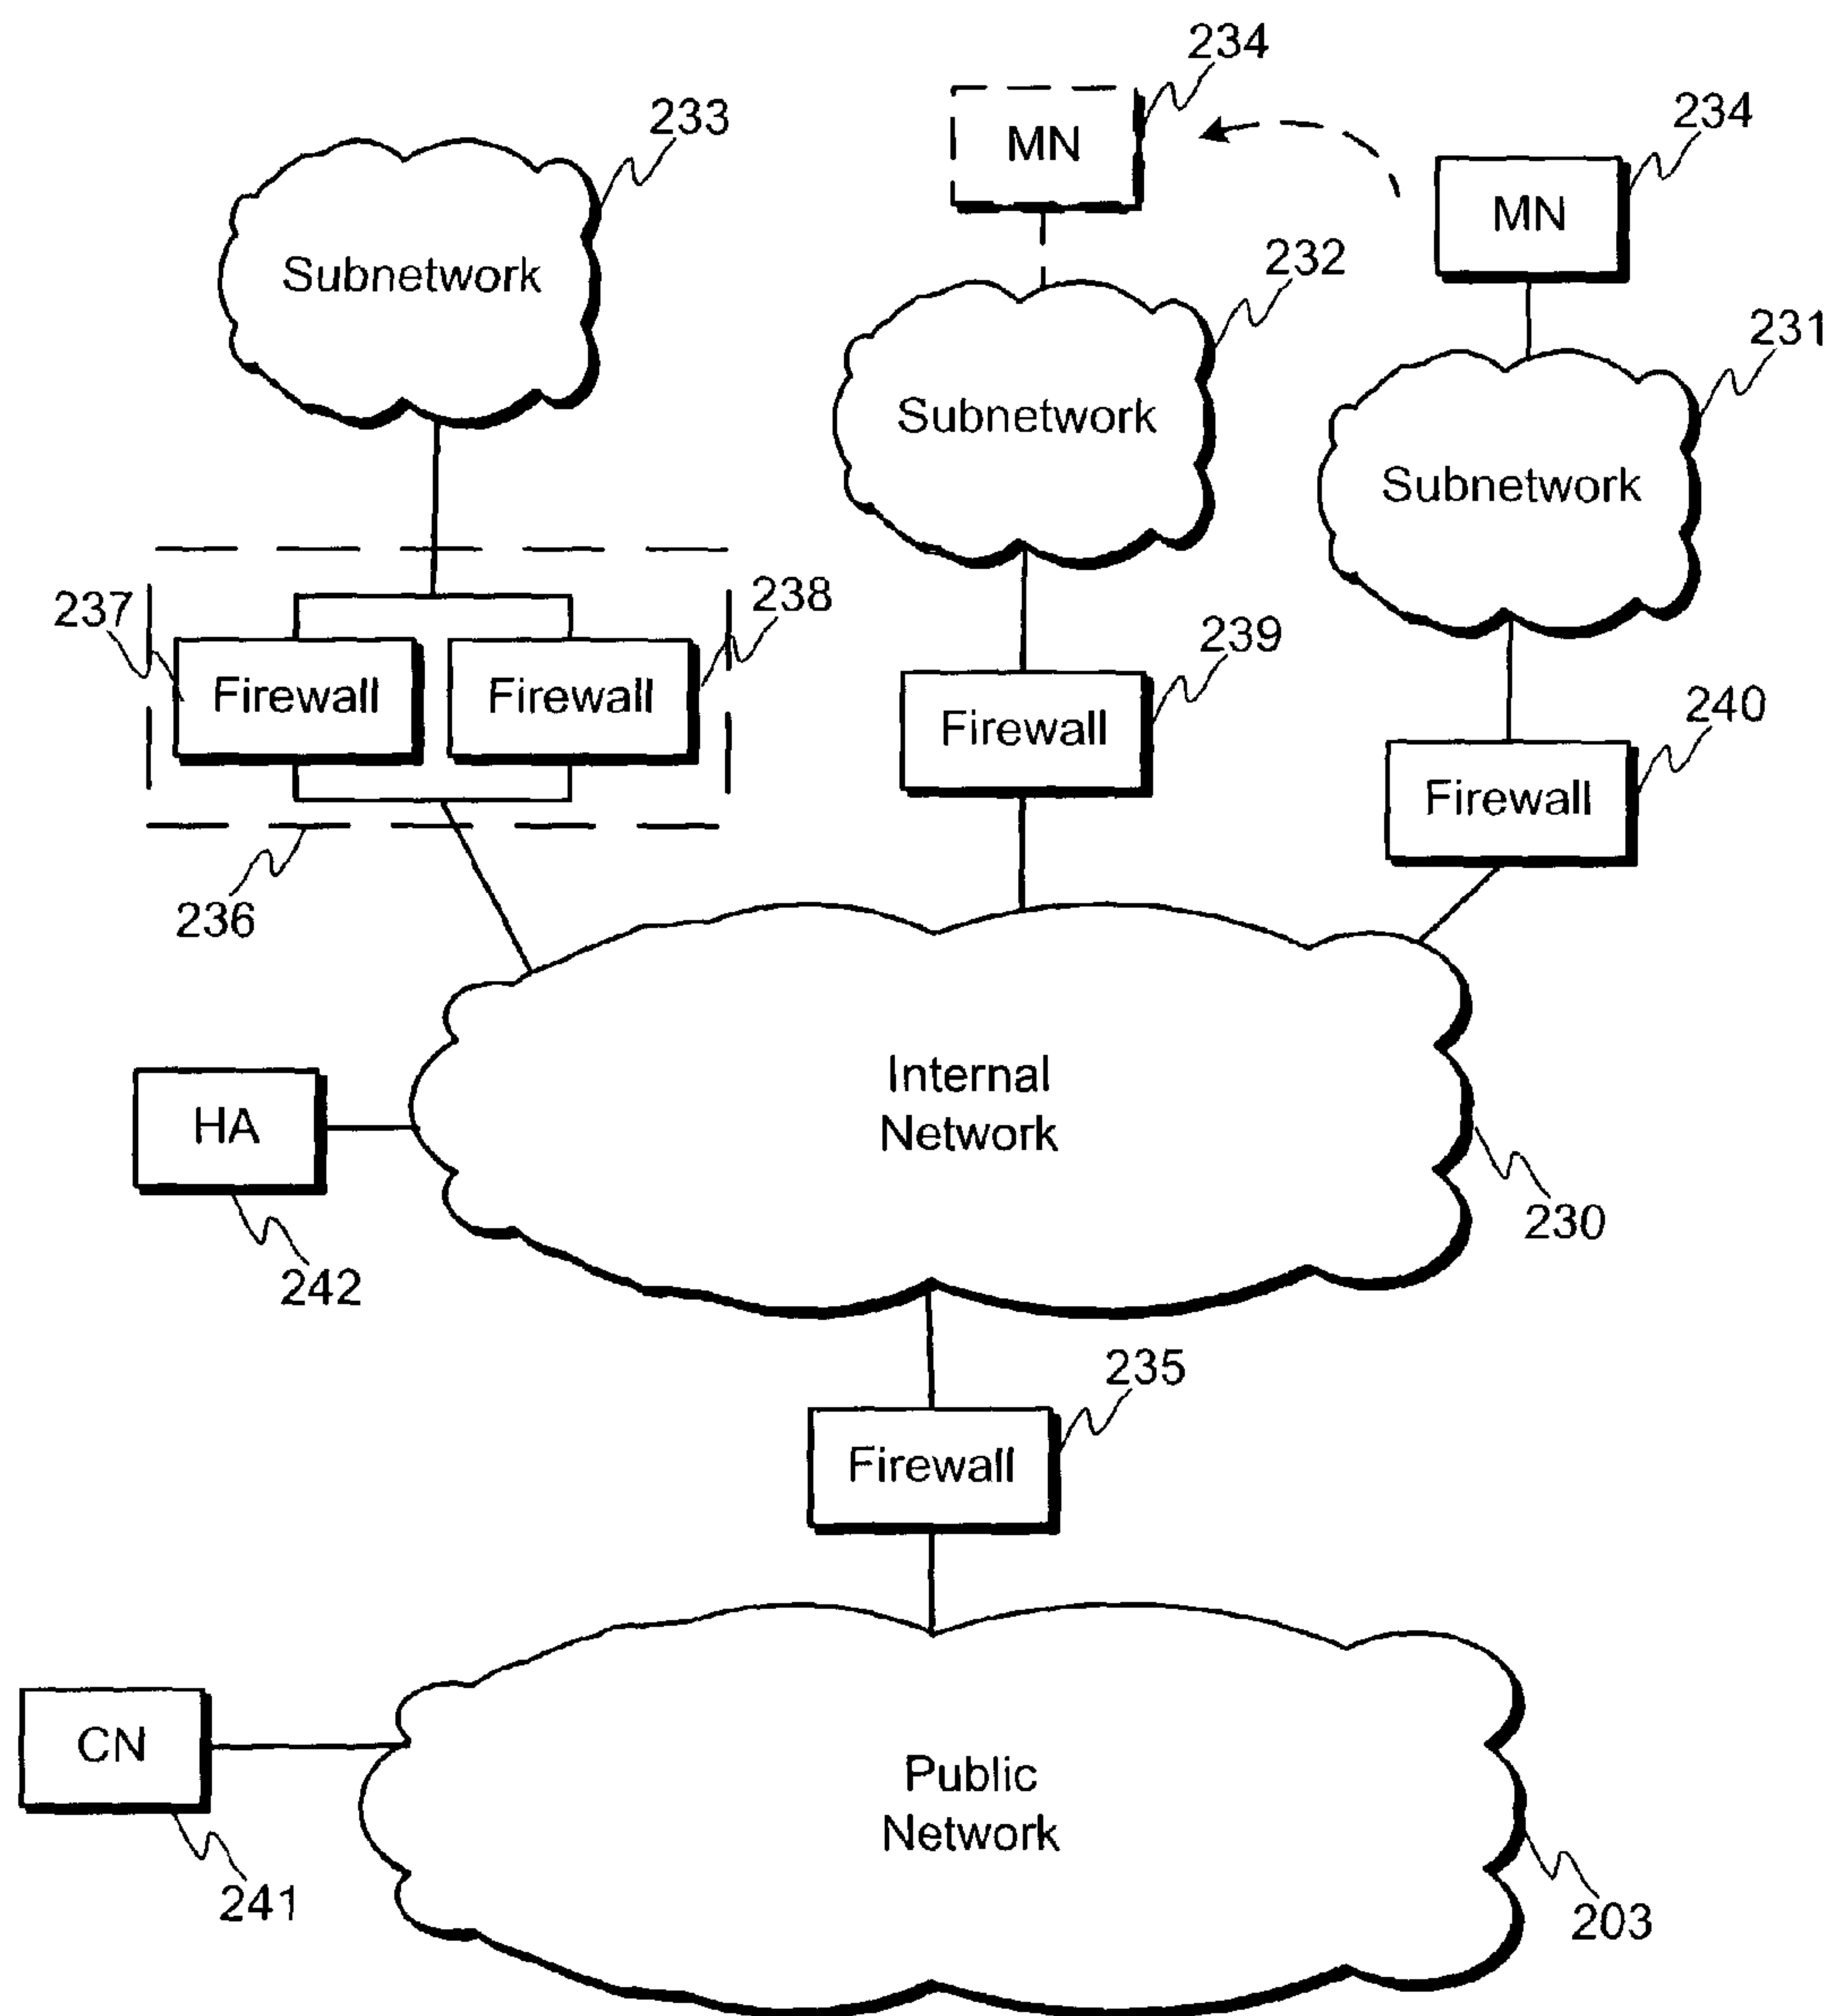 234
MN
233
234
MN
Subnetwork
232
231
Subnetwork
Subnetwork
237
238
Firewall
Firewall
239
Firewall
240
Firewall
236
Internal
Network
HA
230
242
235
Firewall
CN
Public
Network
241
203